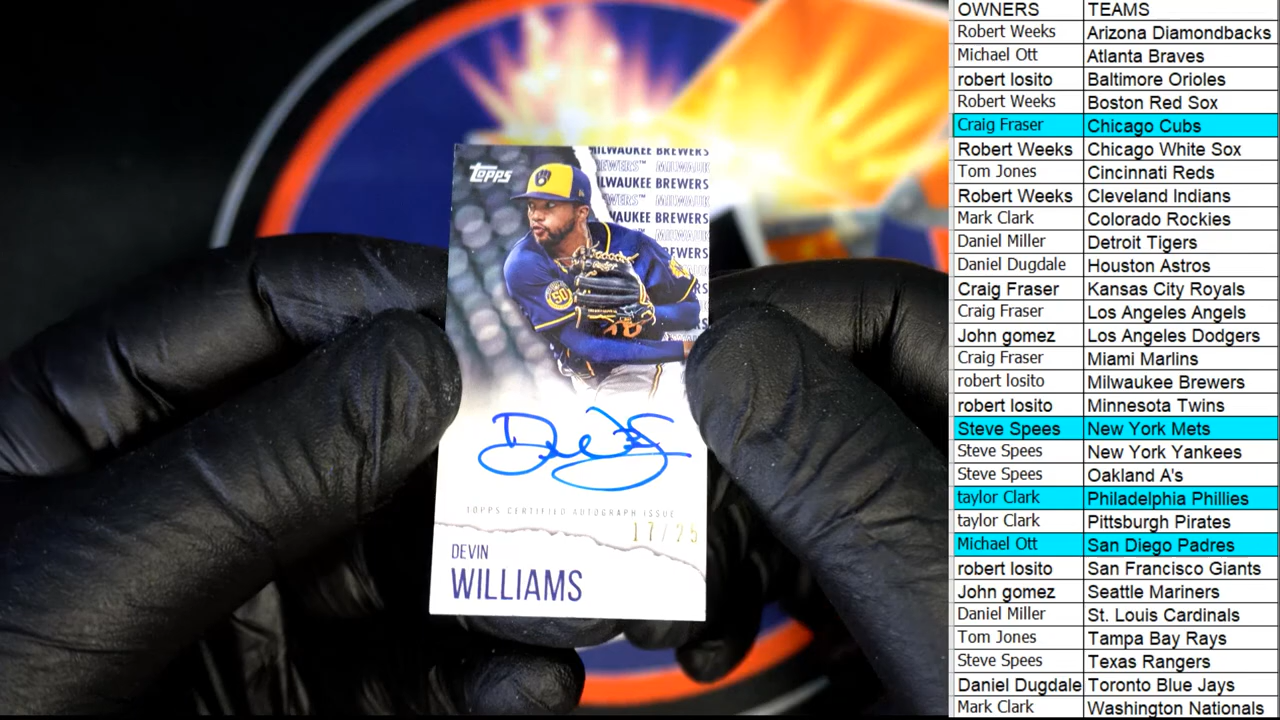 Topps
MILWAUKEE BREWERS
MILWAUKEE BREWERS
50
TOPPS CERTIFIED AUTOGRAPH ISSUE
17/25
DEVIN
WILLIAMS
OWNERS TEAMS
Robert Weeks Arizona Diamondbacks
Michael Ott Atlanta Braves
robert losito Baltimore Orioles
Robert Weeks Boston Red Sox
Craig Fraser Chicago Cubs
Robert Weeks Chicago White Sox
Tom Jones Cincinnati Reds
Robert Weeks Cleveland Indians
Mark Clark Colorado Rockies
Daniel Miller Detroit Tigers
Daniel Dugdale Houston Astros
Craig Fraser Kansas City Royals
Craig Fraser Los Angeles Angels
John gomez Los Angeles Dodgers
Craig Fraser Miami Marlins
robert losito Milwaukee Brewers
robert losito Minnesota Twins
Steve Spees New York Mets
Steve Spees New York Yankees
Steve Spees Oakland A's
taylor Clark Philadelphia Phillies
taylor Clark Pittsburgh Pirates
Michael Ott San Diego Padres
robert losito San Francisco Giants
John gomez Seattle Mariners
Daniel Miller St. Louis Cardinals
Tom Jones Tampa Bay Rays
Steve Spees Texas Rangers
Daniel Dugdale Toronto Blue Jays
Mark Clark Washington Nationals